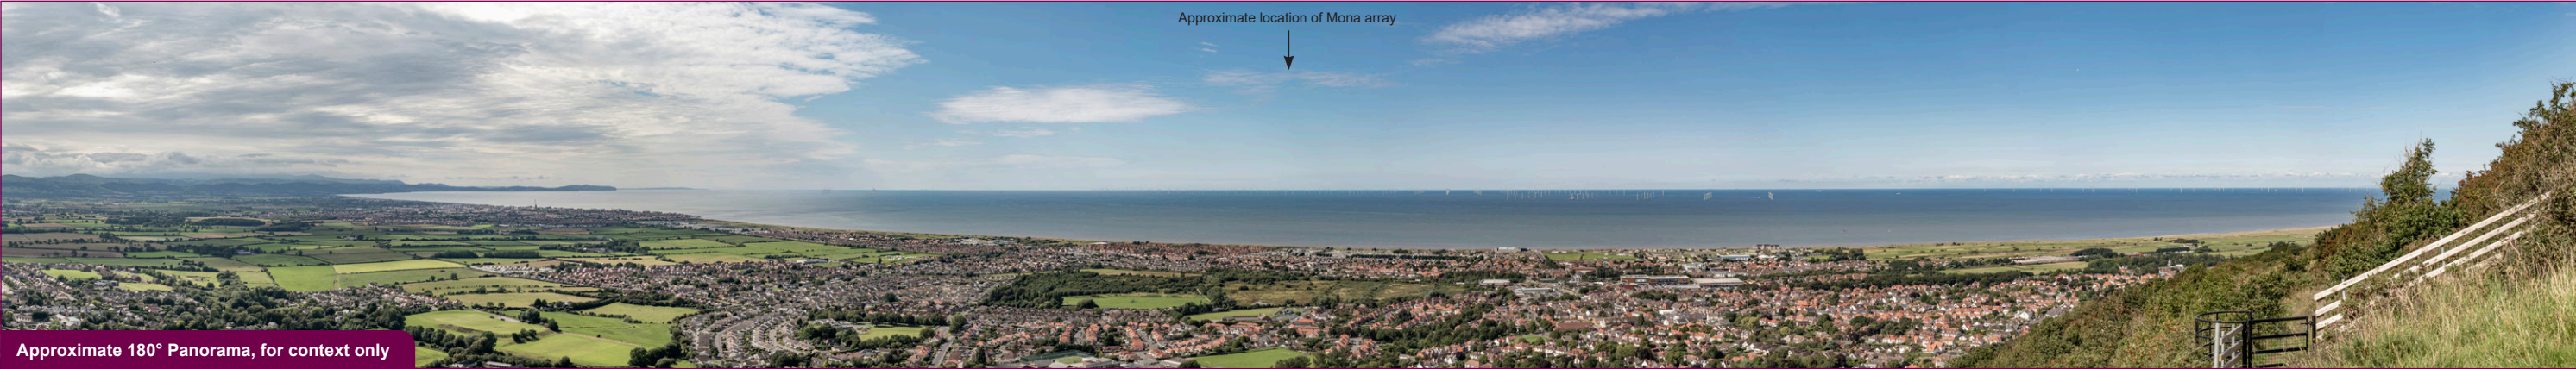 Approximate location of Mona array
Approximate 180° Panorama, for context only